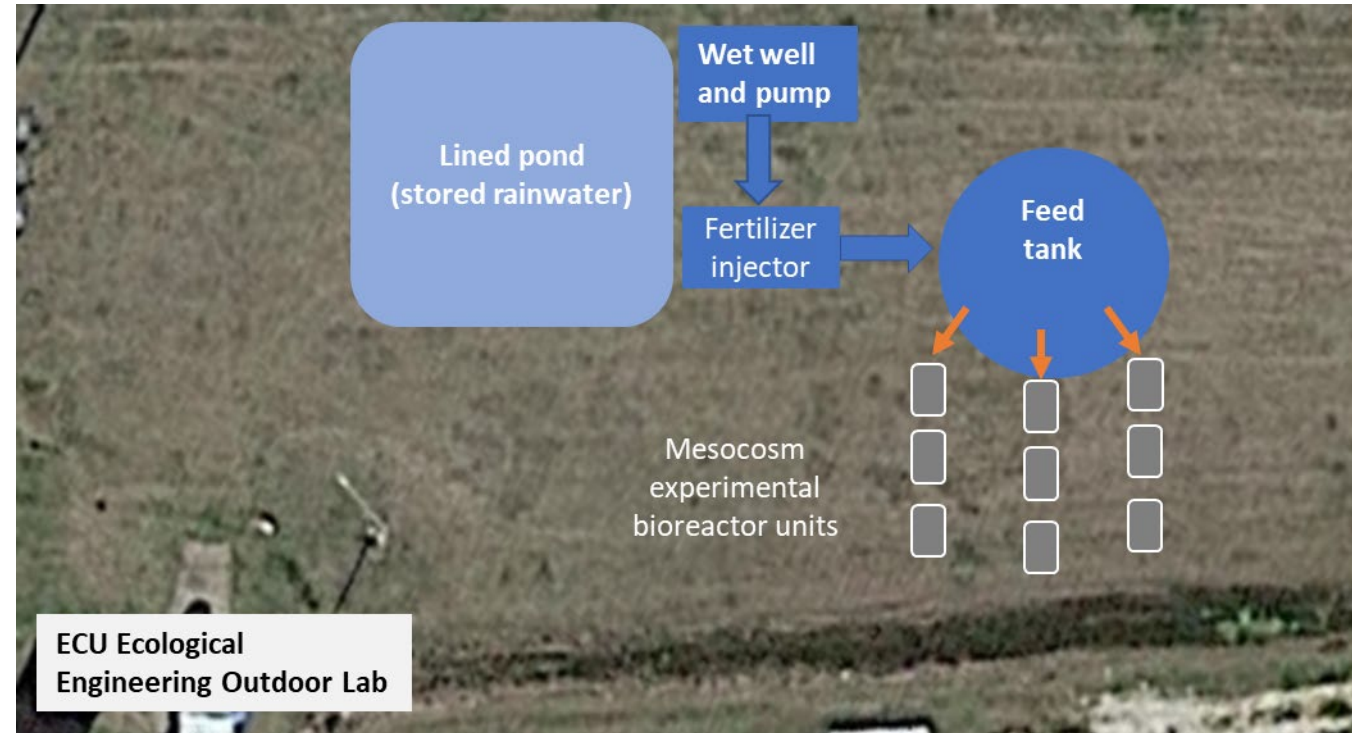 Wet well
and pump
Lined pond
(stored rainwater)
Fertilizer
injector
Feed
tank
Mesocosm
experimental
bioreactor units
ECU Ecological
Engineering Outdoor Lab